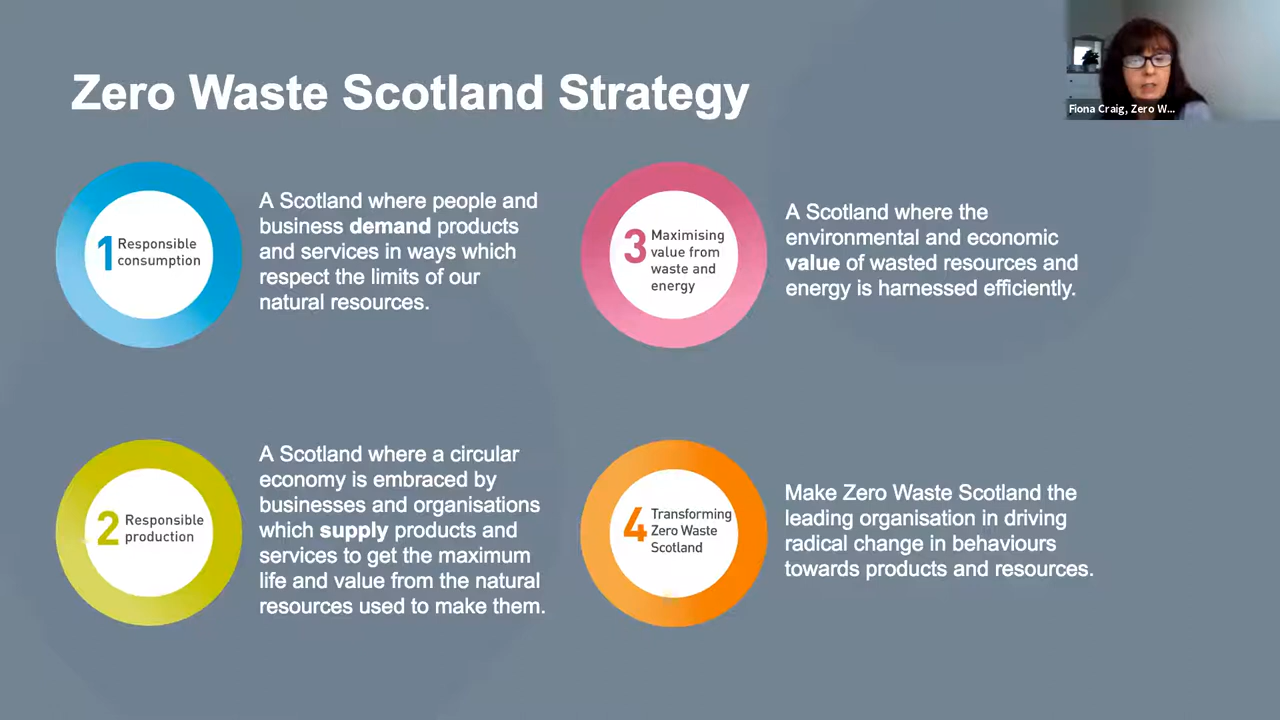 Zero Waste Scotland Strategy
Fiona Craig, Zero W...
1 Responsible
consumption
A Scotland where people and
business demand products
and services in ways which
respect the limits of our
natural resources.
3 Maximising
value from
waste and
energy
A Scotland where the
environmental and economic
value of wasted resources and
energy is harnessed efficiently.
2 Responsible
production
A Scotland where a circular
economy is embraced by
businesses and organisations
which supply products and
services to get the maximum
life and value from the natural
resources used to make them.
4 Transforming
Zero Waste
Scotland
Make Zero Waste Scotland the
leading organisation in driving
radical change in behaviours
towards products and resources.